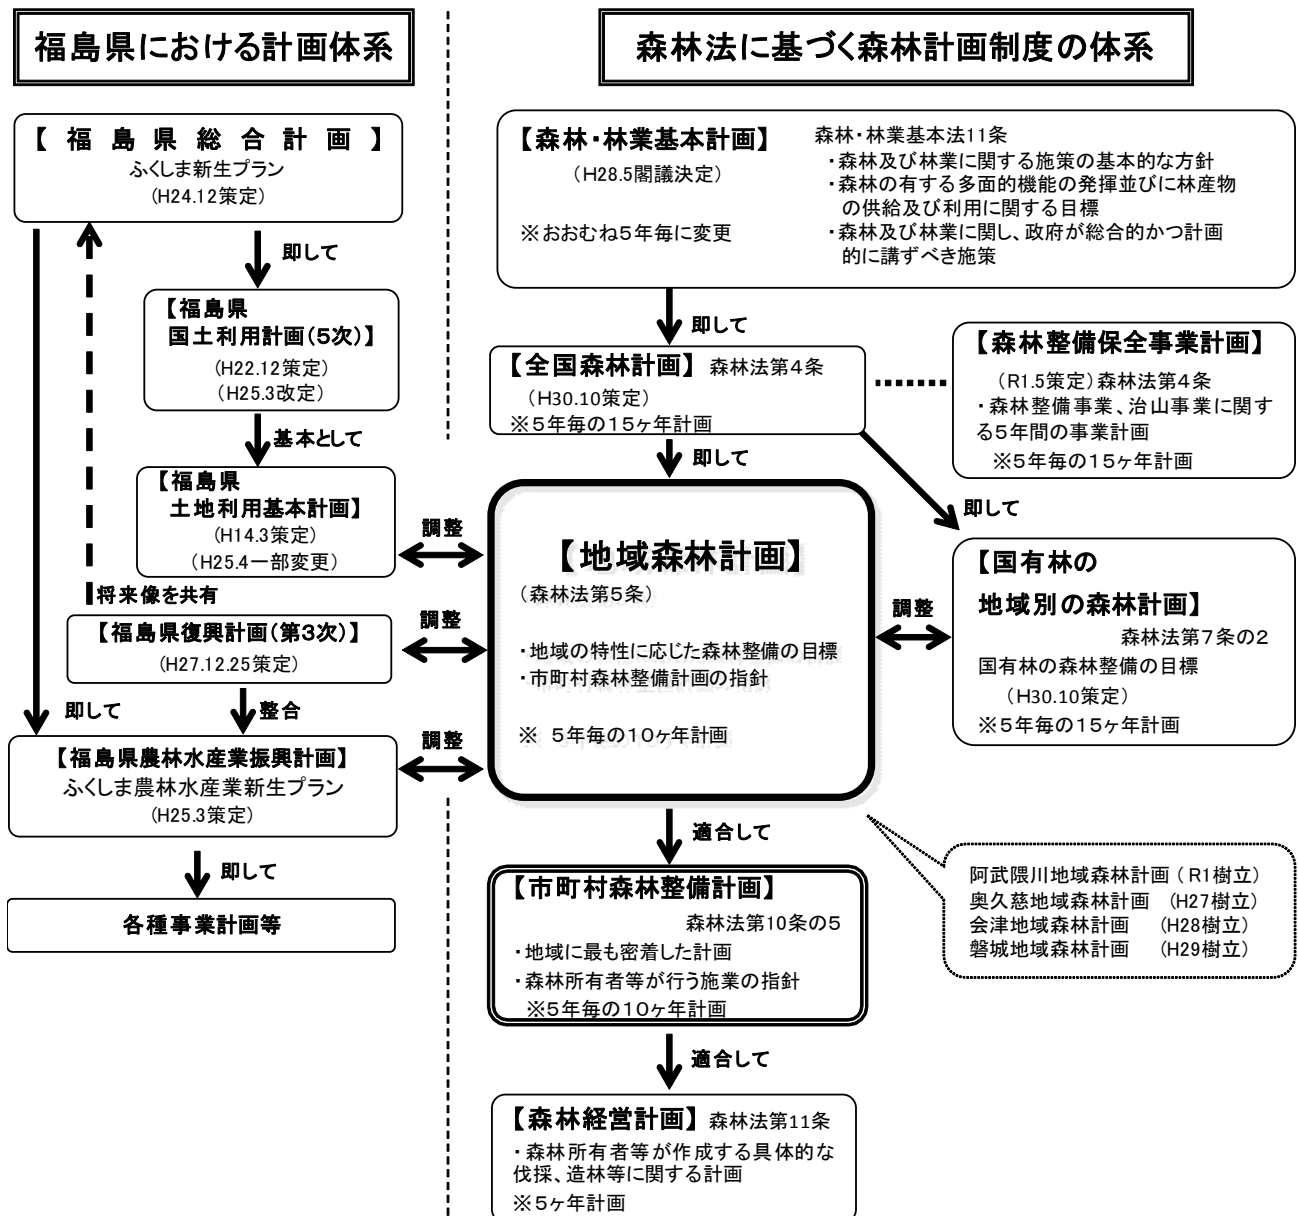 福島県における計画体系
【福島県総合計画】
ふくしま新生プラン
(H24.12策定)
即して
【福島県
国土利用計画(5次)】
(H22.12策定)
(H25.3改定)
基本として
【福島県
土地利用基本計画】
(H14.3策定)
(H25.4一部変更)
調整
将来像を共有
【福島県復興計画(第3次)】
(H27.12.25策定)
調整
即して
整合
【福島県農林水産業振興計画】
ふくしま農林水産業新生プラン
(H25.3策定)
調整
即して
各種事業計画等
森林法に基づく森林計画制度の体系
【森林・林業基本計画】
(H28.5閣議決定)
※おおむね5年毎に変更
森林・林業基本法11条
・森林及び林業に関する施策の基本的な方針
・森林の有する多面的機能の発揮並びに林産物
の供給及び利用に関する目標
・森林及び林業に関し、政府が総合的かつ計画
的に講ずべき施策
即して
【全国森林計画】 森林法第4条
(H30.10策定)
※5年毎の15ヶ年計画
【森林整備保全事業計画】
(R1.5策定)森林法第4条
・森林整備事業、治山事業に関す
る5年間の事業計画
※5年毎の15ヶ年計画
即して
即して
【地域森林計画】
(森林法第5条)
・地域の特性に応じた森林整備の目標
・市町村森林整備計画の指針
※ 5年毎の10ヶ年計画
調整
【国有林の
地域別の森林計画】
森林法第7条の2
国有林の森林整備の目標
(H30.10策定)
※5年毎の15ヶ年計画
適合して
【市町村森林整備計画】
森林法第10条の5
・地域に最も密着した計画
・森林所有者等が行う施業の指針
※5年毎の10ヶ年計画
阿武隈川地域森林計画(R1樹立)
奥久慈地域森林計画 (H27樹立)
会津地域森林計画 (H28樹立)
磐城地域森林計画 (H29樹立)
適合して
【森林経営計画】 森林法第11条
・森林所有者等が作成する具体的な
伐採、造林等に関する計画
※5ヶ年計画